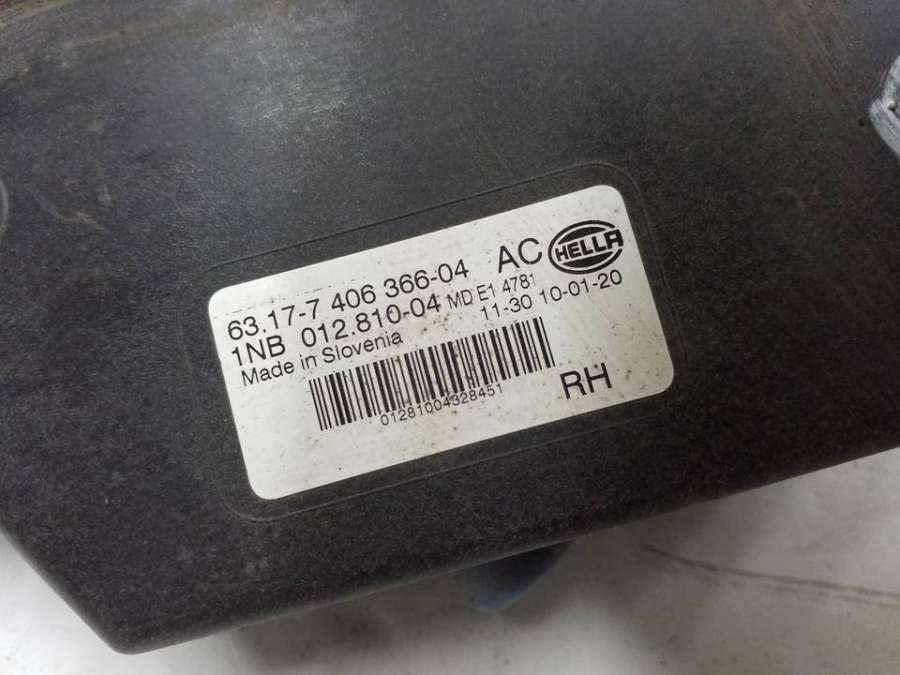 63.17-7 406 366-04 AC HELLA
1NB 012.810-04 MD E1 4781
11-30 10-01-20
Made in Slovenia
01281004328451
RH